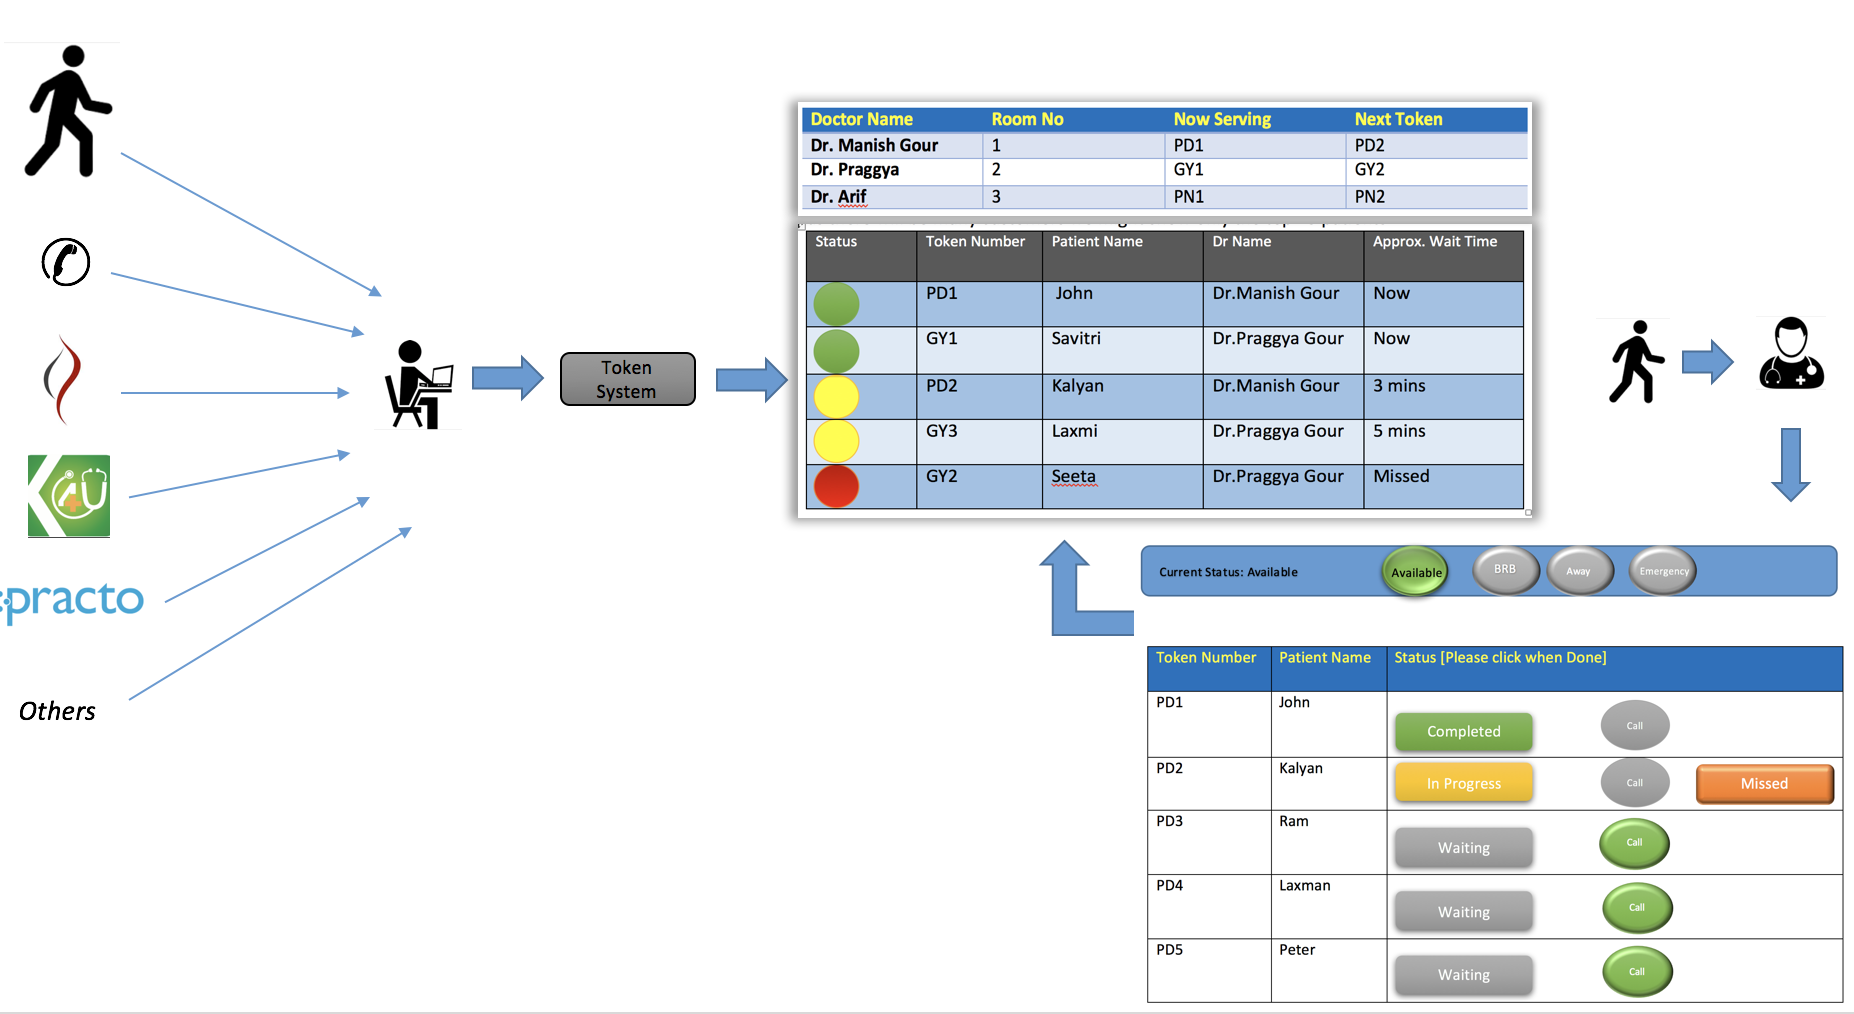 Doctor Name Room No Now Serving Next Token
Dr. Manish Gour 1 PD1 PD2
Dr. Praggya 2 GY1 GY2
Dr. Arif 3 PN1 PN2
Status Token Number Patient Name Dr Name Approx. Wait Time
PD1 John Dr.Manish Gour Now
GY1 Savitri Dr.Praggya Gour Now
PD2 Kalyan Dr.Manish Gour 3 mins
GY3 Laxmi Dr.Praggya Gour 5 mins
GY2 Seeta Dr.Praggya Gour Missed
Token
System
K4U
practo
Others
Current Status: Available Available BRB Away Emergency
Token Number Patient Name Status [Please click when Done]
PD1 John Completed Call
PD2 Kalyan In Progress Call Missed
PD3 Ram Waiting Call
PD4 Laxman Waiting Call
PD5 Peter Waiting Call